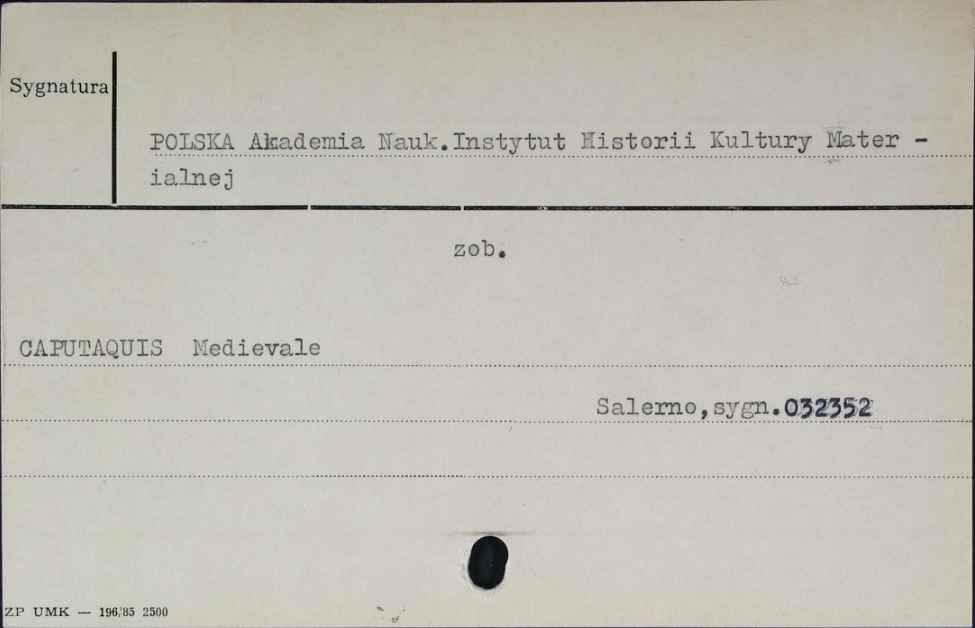 Sygnatura
POLSKA Akademia Nauk.Instytut Historii Kultury Mater -
ialnej
zob.
CAPUTAQUIS Medievale
Salerno,sygn.032352
ZP UMK — 196/85 2500